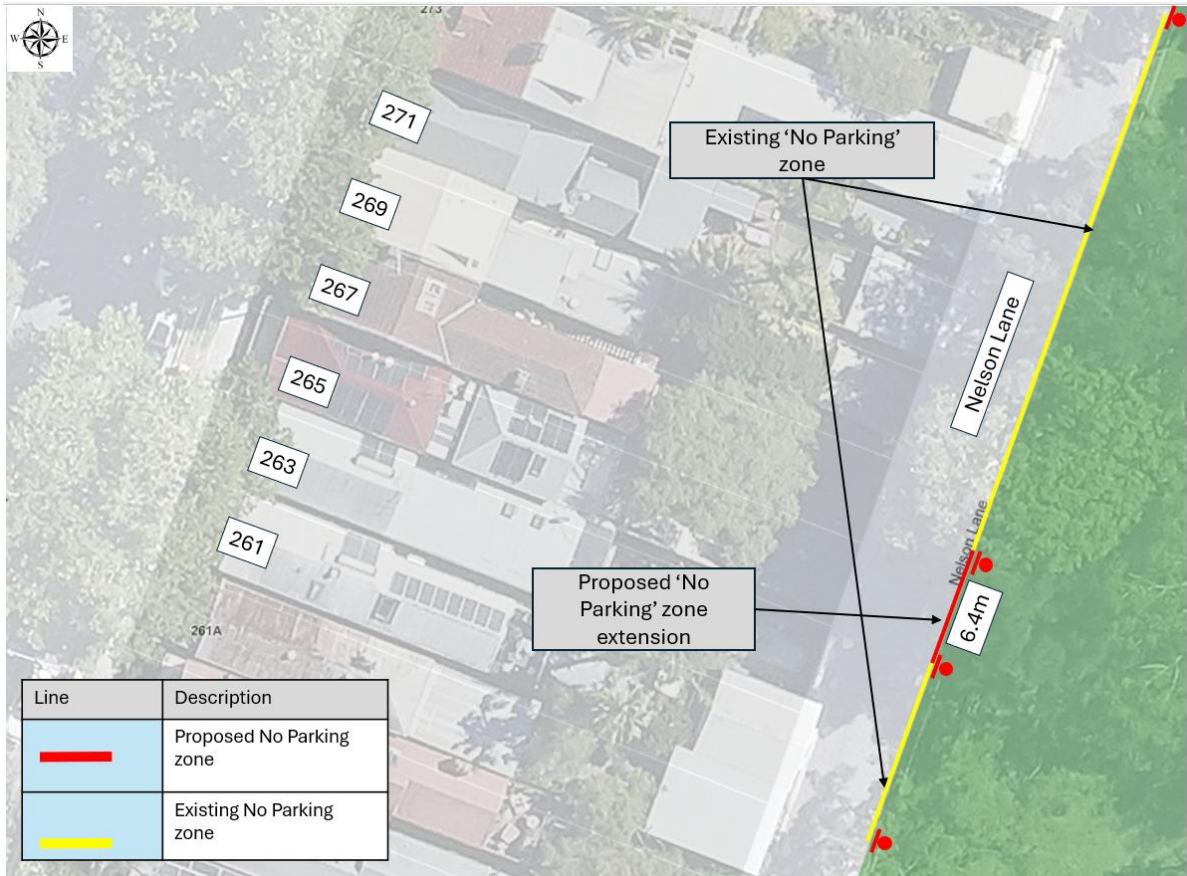 273
N
W E
S
271
Existing ‘No Parking’
zone
269
267
Nelson Lane
265
263
Nelson Lane
261
Proposed ‘No
Parking’ zone
extension
6.4m
261A
Line Description
Proposed No Parking
zone
Existing No Parking
zone